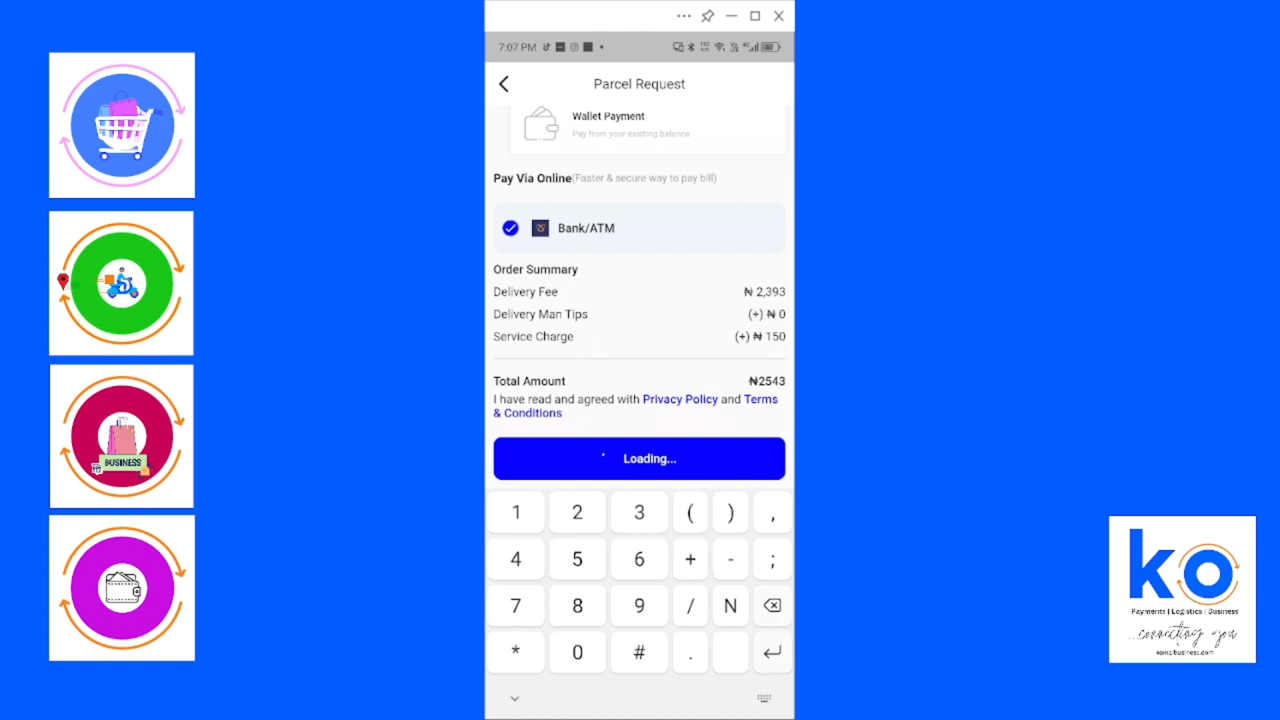 7:07 PM
Parcel Request
Wallet Payment
Pay from your existing balance
Pay Via Online(Faster & secure way to pay bill)
Bank/ATM
Order Summary
Delivery Fee ₦ 2,393
Delivery Man Tips (+) ₦ 0
Service Charge (+) ₦ 150
Total Amount ₦2543
I have read and agreed with Privacy Policy and Terms
& Conditions
Loading...
1 2 3 ( ) ,
4 5 6 + - ;
7 8 9 / N
* 0 # .
BUSINESS
ko
Payments | Logistics | Business
...connecting you